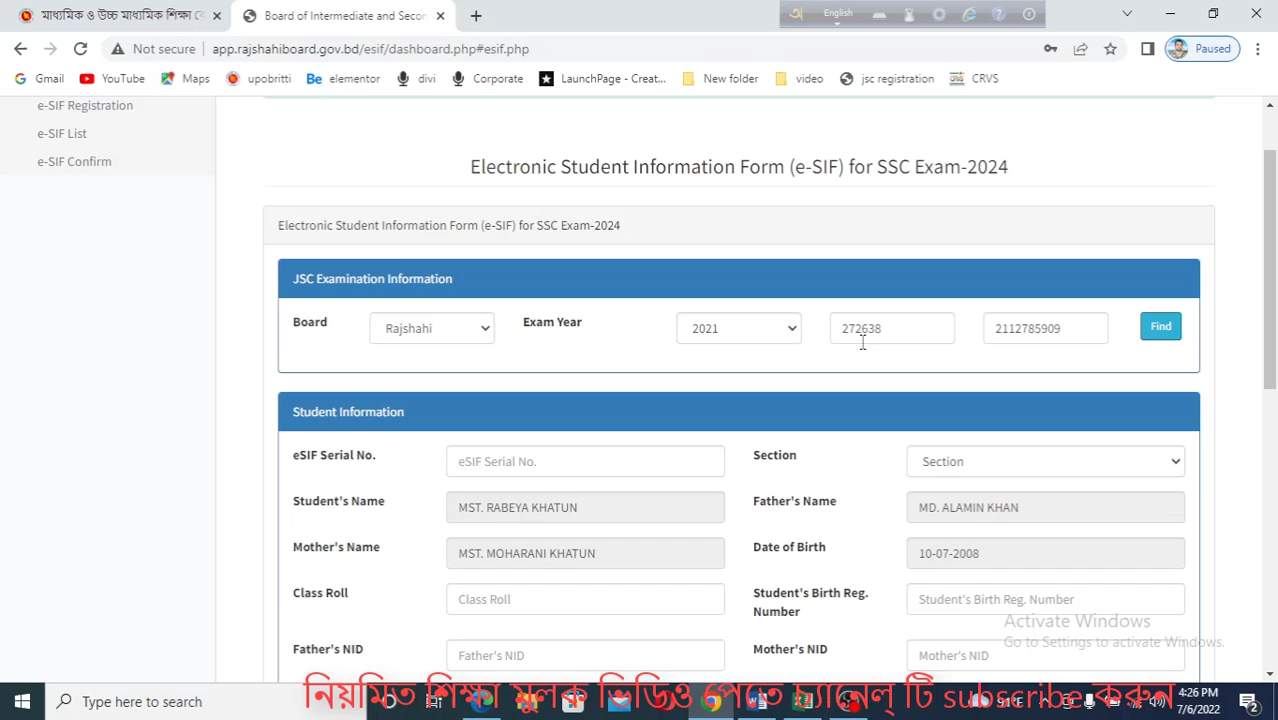 মাধ্যমিক ও উচ্চ মাধ্যমিক শিক্ষা বে
Board of Intermediate and Secon
English
Not secure
app.rajshahiboard.gov.bd/esif/dashboard.php#esif.php
Paused
Gmail
YouTube
Maps
upobritti
Be elementor
divi
Corporate
LaunchPage - Creat...
New folder
video
jsc registration
CRVS
e-SIF Registration
e-SIF List
e-SIF Confirm
Electronic Student Information Form (e-SIF) for SSC Exam-2024
Electronic Student Information Form (e-SIF) for SSC Exam-2024
JSC Examination Information
Board
Rajshahi
Exam Year
2021
272638
2112785909
Find
Student Information
eSIF Serial No.
eSIF Serial No.
Section
Section
Student's Name
MST. RABEYA KHATUN
Father's Name
MD. ALAMIN KHAN
Mother's Name
MST. MOHARANI KHATUN
Date of Birth
10-07-2008
Class Roll
Class Roll
Student's Birth Reg.
Number
Student's Birth Reg. Number
Father's NID
Father's NID
Mother's NID
Mother's NID
Activate Windows
Go to Settings to activate Windows.
নিয়মিত শিক্ষা মুলক ভিডিও পেতে চ্যানেল্ টি subscribe করুন
Type here to search
91°F
4:26 PM
7/6/2022
2